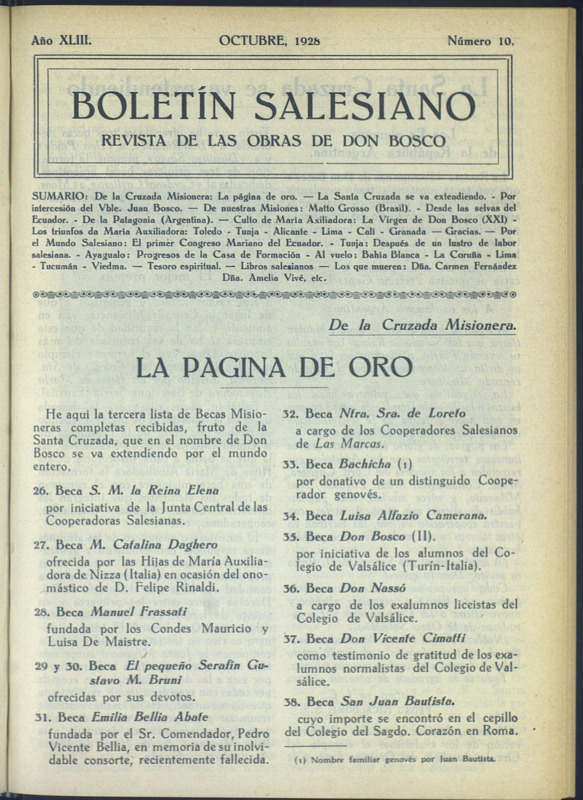 Año XLIII. OCTUBRE, 1928 Número 10.
BOLETÍN SALESIANO
REVISTA DE LAS OBRAS DE DON BOSCO
SUMARIO: De la Cruzada Misionera: La página de oro. — La Santa Cruzada se va extendiendo. - Por
intercesión del Vble. Juan Bosco. — De nuestras Misiones: Matto Grosso (Brasil). - Desde las selvas del
Ecuador. - De la Patagonia (Argentina). — Culto de Maria Axiliadora: La Virgen de Don Bosco (XXI) -
Los triunfos da Maria Auxiliadora: Toledo - Tunja - Alicante - Lima - Cali - Granada — Gracias. — Por
el Mundo Salesiano: El primer Congreso Mariano del Ecuador. - Tunja: Después de un lustro de labor
salesiana. - Ayagualo: Progresos de la Casa de Formación - Al vuelo: Bahia Blanca - La Coruña - Lima
- Tucumán - Viedma. — Tesoro espiritual. — Libros salesianos — Los que mueren: Dña. Carmen Fernández
Dña. Amelia Vivé, etc.
De la Cruzada Misionera.
LA PAGINA DE ORO
He aqui la tercera lista de Becas Misio-
neras completas recibidas, fruto de la
Santa Cruzada, que en el nombre de Don
Bosco se va extendiendo por el mundo
entero.
26. Beca S. M. la Reina Elena
por iniciativa de la Junta Central de las
Cooperadoras Salesianas.
27. Beca M. Catalina Daghero
ofrecida por las Hijas de María Auxilia-
dora de Nizza (Italia) en ocasión del ono-
mástico de D. Felipe Rinaldi.
28. Beca Manuel Frassati
fundada por los Condes Mauricio y
Luisa De Maistre.
29 y 30. Beca El pequeño Serafín Gu-
stavo M. Bruni
ofrecidas por sus devotos.
31. Beca Emilia Bellia Abate
fundada por el Sr. Comendador, Pedro
Vicente Bellia, en memoria de su inolvi-
dable consorte, recientemente fallecida.
32. Beca Ntra. Sra. de Loreto
a cargo de los Cooperadores Salesianos
de Las Marcas.
33. Beca Bachicha (1)
por donativo de un distinguido Coope-
rador genovés.
34. Beca Luisa Alfazio Camerana.
35. Beca Don Bosco (II).
por iniciativa de los alumnos del Co-
legio de Valsálice (Turín-Italia).
36. Beca Don Nassó
a cargo de los exalumnos liceistas del
Colegio de Valsálice.
37. Beca Don Vicente Cimatti
como testimonio de gratitud de los exa-
lumnos normalistas del Colegio de Val-
sálice.
38. Beca San Juan Bautista.
cuyo importe se encontró en el cepillo
del Colegio del Sagdo. Corazón en Roma.
(1) Nombre familiar genovés por Juan Bautista.